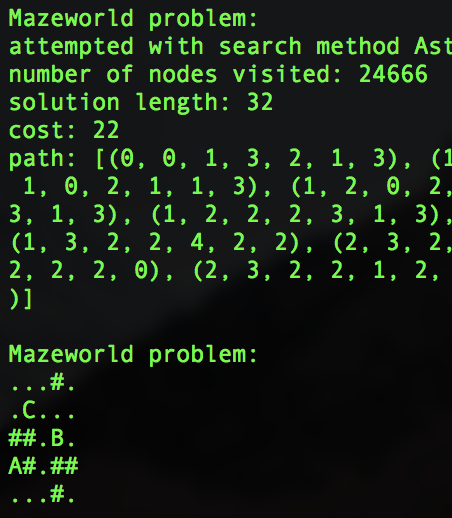 Mazeworld problem:
attempted with search method Ast
number of nodes visited: 24666
solution length: 32
cost: 22
path: [(0, 0, 1, 3, 2, 1, 3), (1
 1, 0, 2, 1, 1, 3), (1, 2, 0, 2,
3, 1, 3), (1, 2, 2, 2, 3, 1, 3),
(1, 3, 2, 2, 4, 2, 2), (2, 3, 2,
2, 2, 2, 0), (2, 3, 2, 2, 1, 2,
)]

Mazeworld problem:
...#.
.C...
##.B.
A#.##
...#.